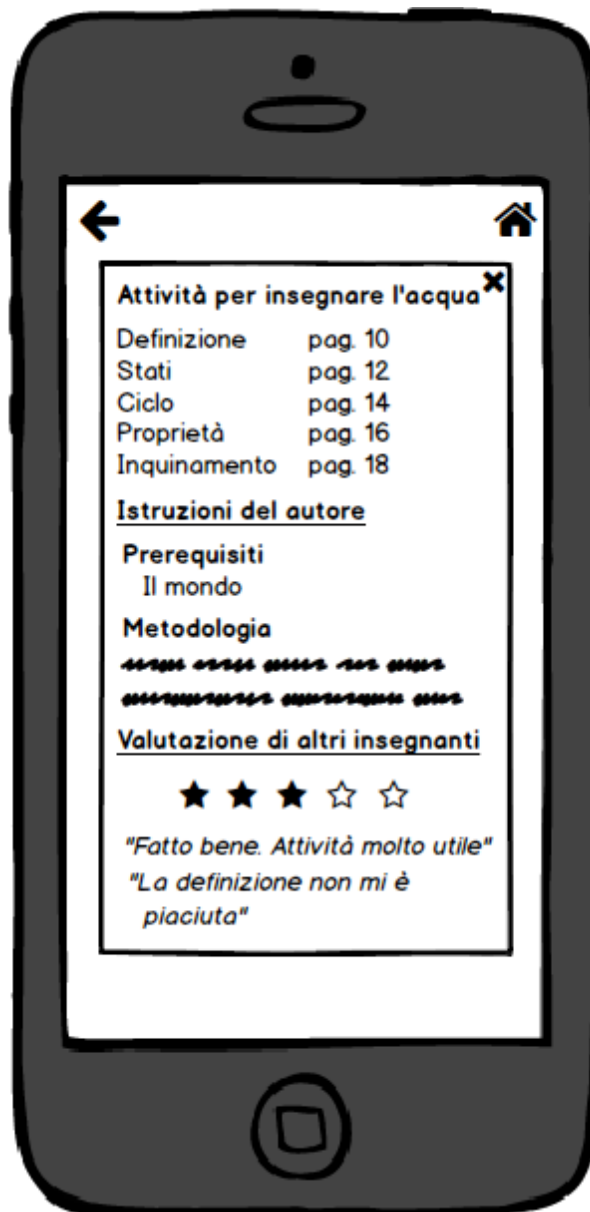 Attività per insegnare l'acqua
Definizione pag. 10
Stati pag. 12
Ciclo pag. 14
Proprietà pag. 16
Inquinamento pag. 18
Istruzioni del autore
Prerequisiti
Il mondo
Metodologia
Valutazione di altri insegnanti
"Fatto bene. Attività molto utile"
"La definizione non mi è
piaciuta"